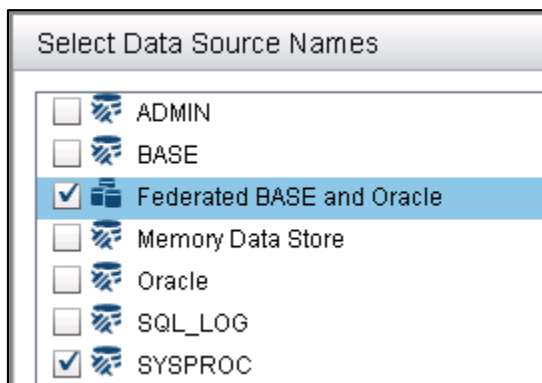 Select Data Source Names
ADMIN
BASE
Federated BASE and Oracle
Memory Data Store
Oracle
SQL_LOG
SYSPROC